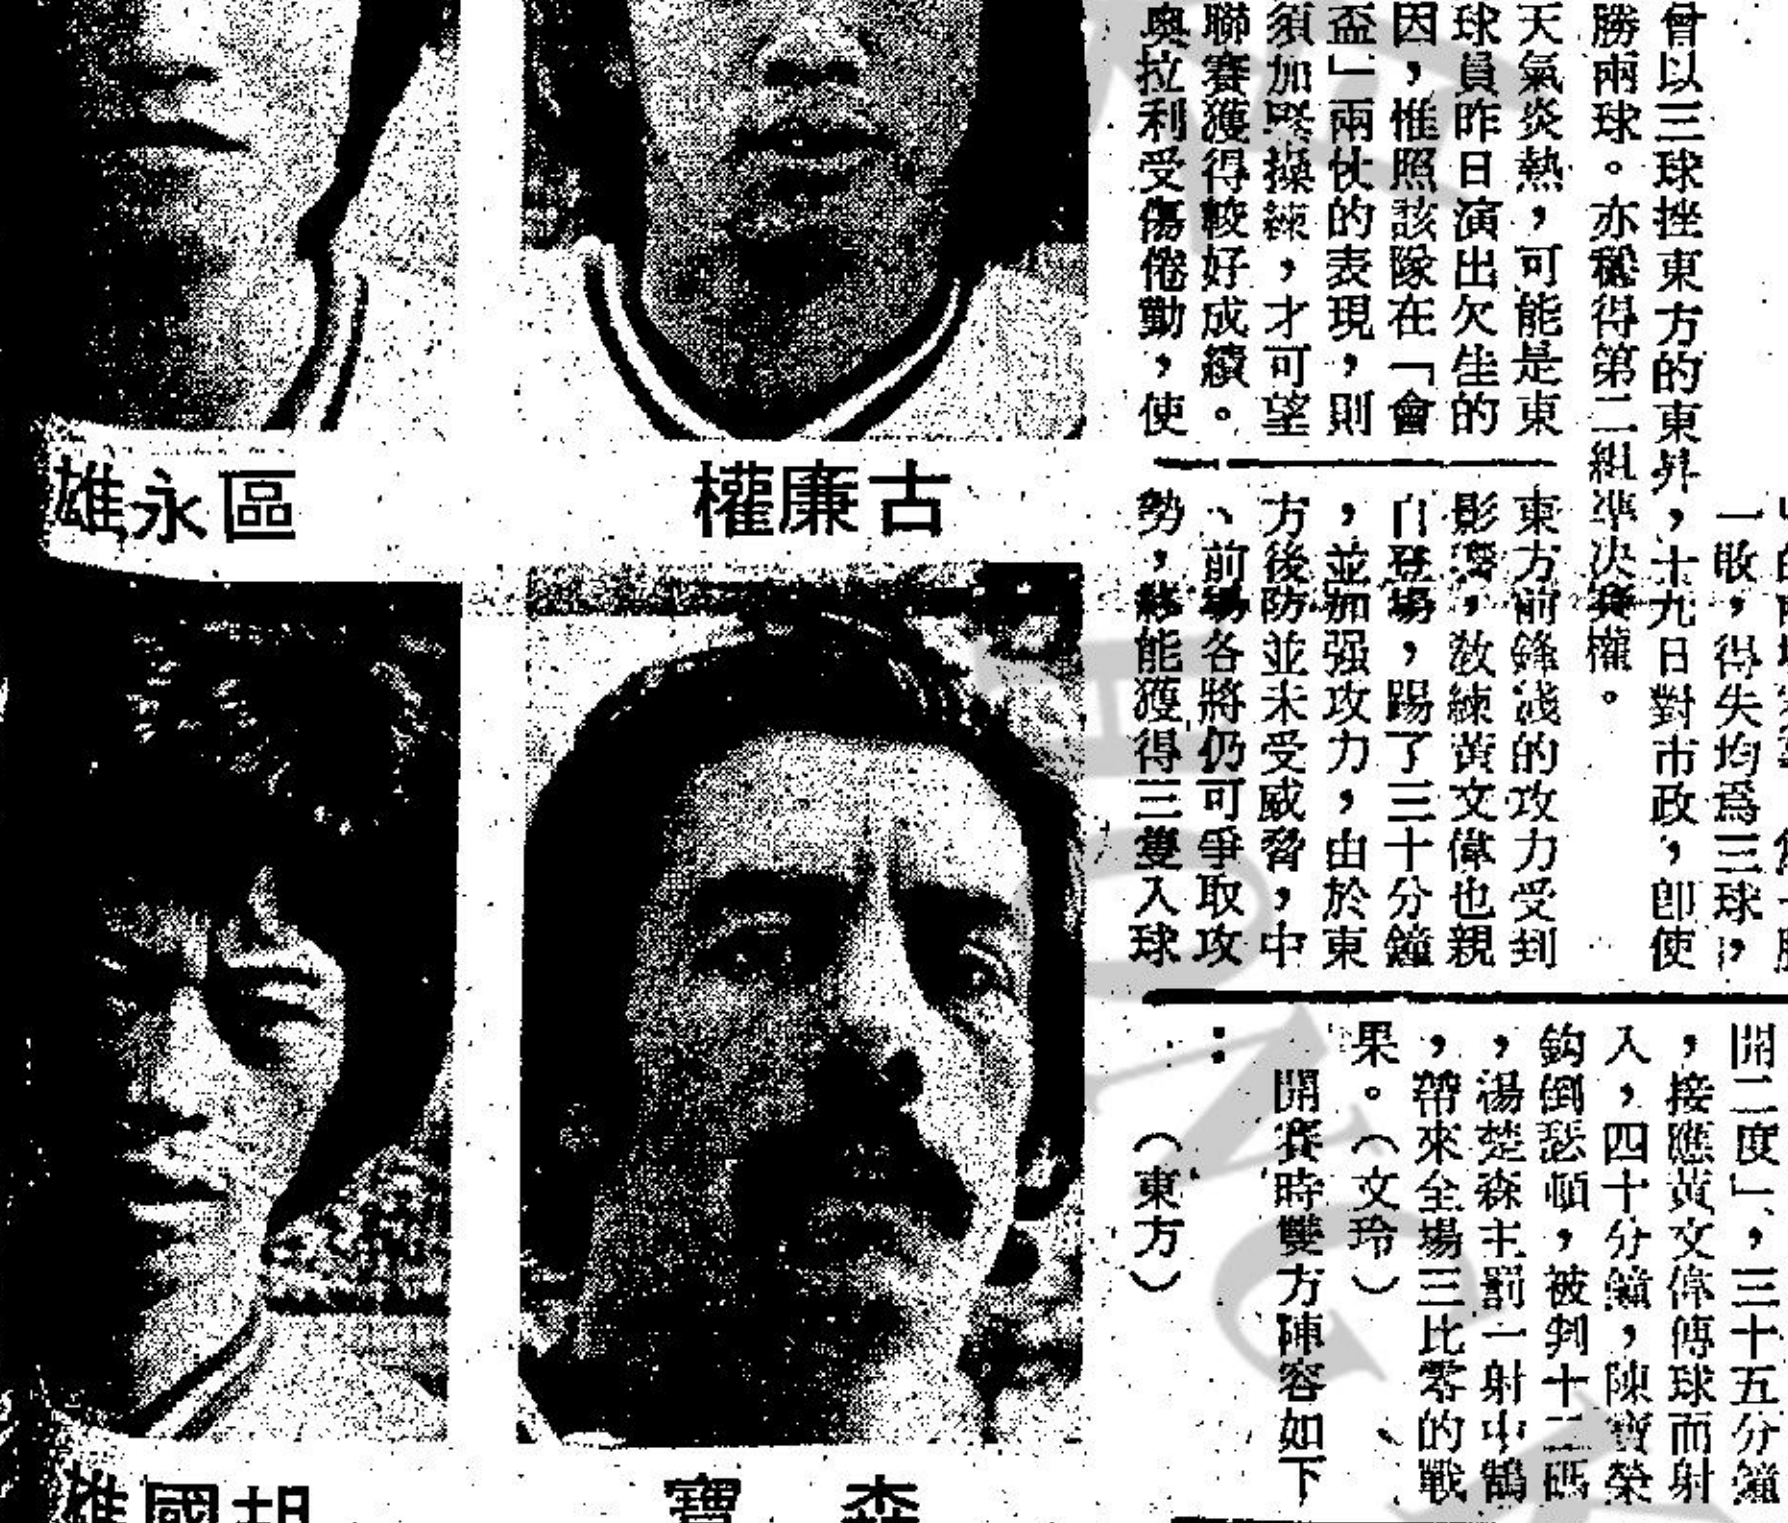 曾以三球挫東方的東昇，十九日對市政，即使
勝兩球。亦穩得第二組準决賽權。
天氣炎熱，可能是東
球員昨日演出欠佳的
因，惟照該隊在「會
盃」兩仗的表現，則
須加緊操練，才可望
聯賽獲得較好成績。
奧拉利受傷倦勤，使
一敗，得失均爲三球，
東方前鋒淺的攻力受到
影響，敎練黃文偉也親
自登場，踢了三十分鐘
，並加强攻力，由於東
方後防並未受威脅，中
、前場各將仍可爭取攻
勢，終能獲得三隻入球
開二度」，三十五分鐘
，接應黃文偉傳球而射
入，四十分鐘，陳寶榮
鈎倒瑟頓，被判十二碼
，湯楚森主罰一射中鵠
，帶來全場三比零的戰
果。（文玲）
開賽時雙方陣容如下
：
（東方）
權廉古
雄永區
寶森
雄國胡
HONG